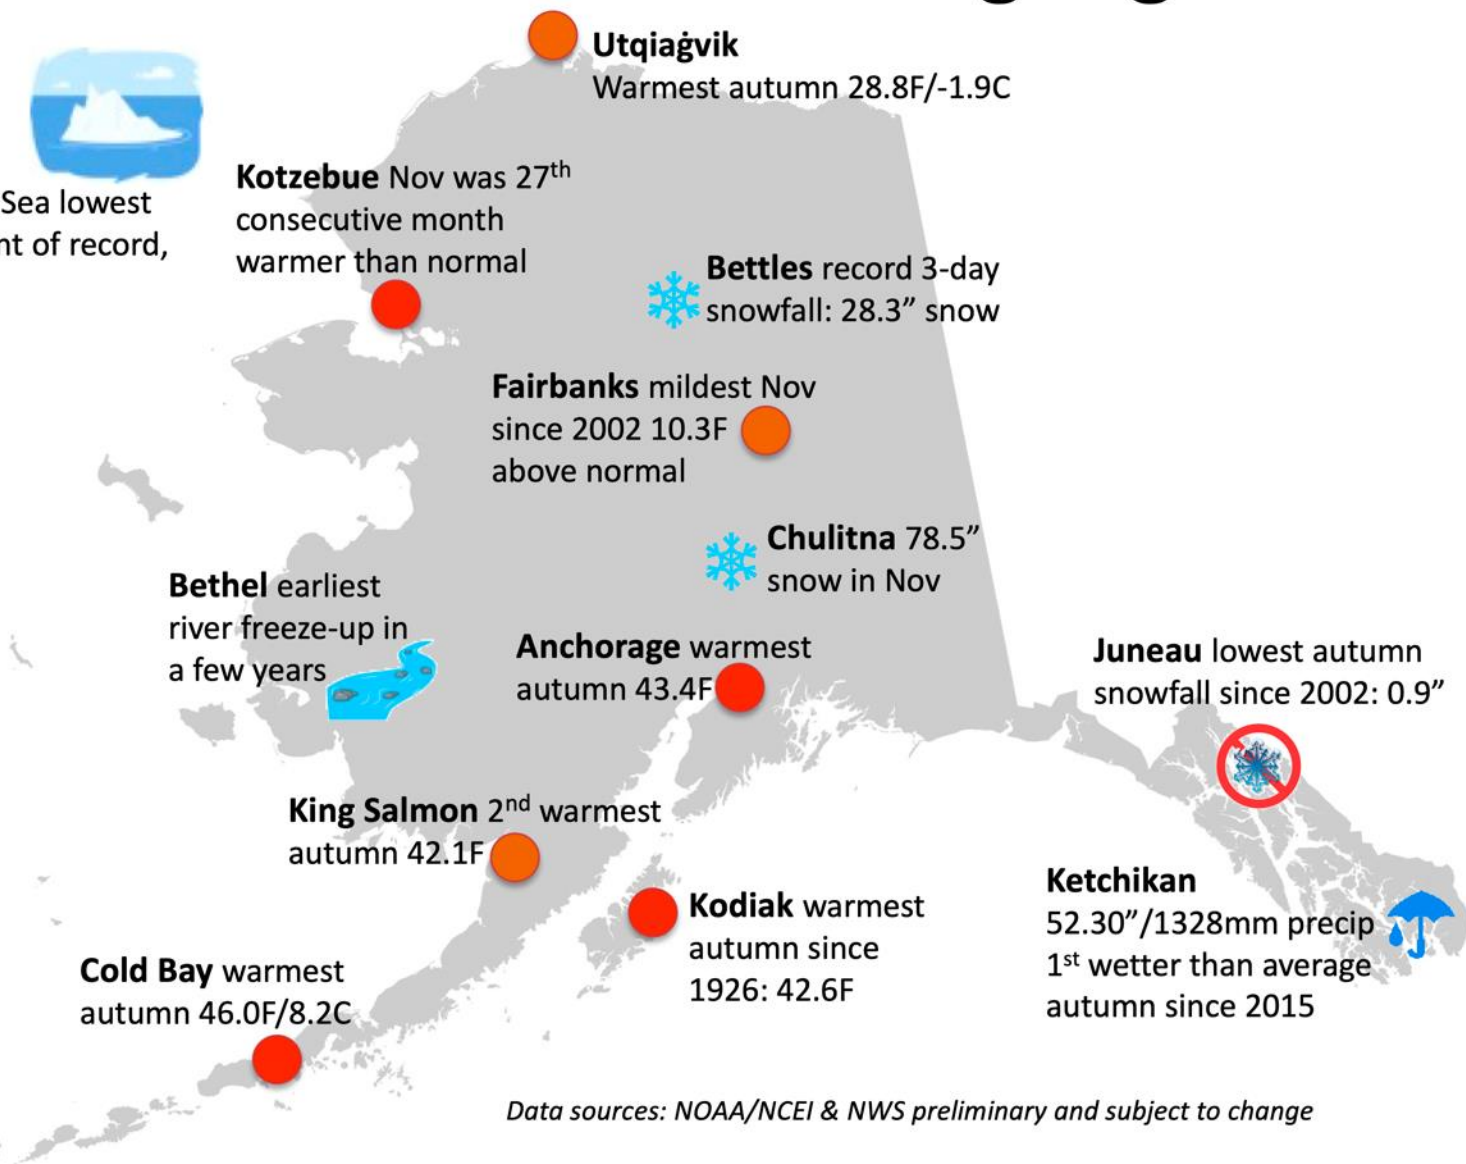 Utqiaġvik
Warmest autumn 28.8F/-1.9C
Sea lowest
of record,
Kotzebue Nov was 27th
consecutive month
warmer than normal
Bettles record 3-day
snowfall: 28.3” snow
Fairbanks mildest Nov
since 2002 10.3F
above normal
Chulitna 78.5”
snow in Nov
Bethel earliest
river freeze-up in
a few years
Anchorage warmest
autumn 43.4F
Juneau lowest autumn
snowfall since 2002: 0.9”
King Salmon 2nd warmest
autumn 42.1F
Kodiak warmest
autumn since
1926: 42.6F
Ketchikan
52.30”/1328mm precip
1st wetter than average
autumn since 2015
Cold Bay warmest
autumn 46.0F/8.2C
Data sources: NOAA/NCEI & NWS preliminary and subject to change